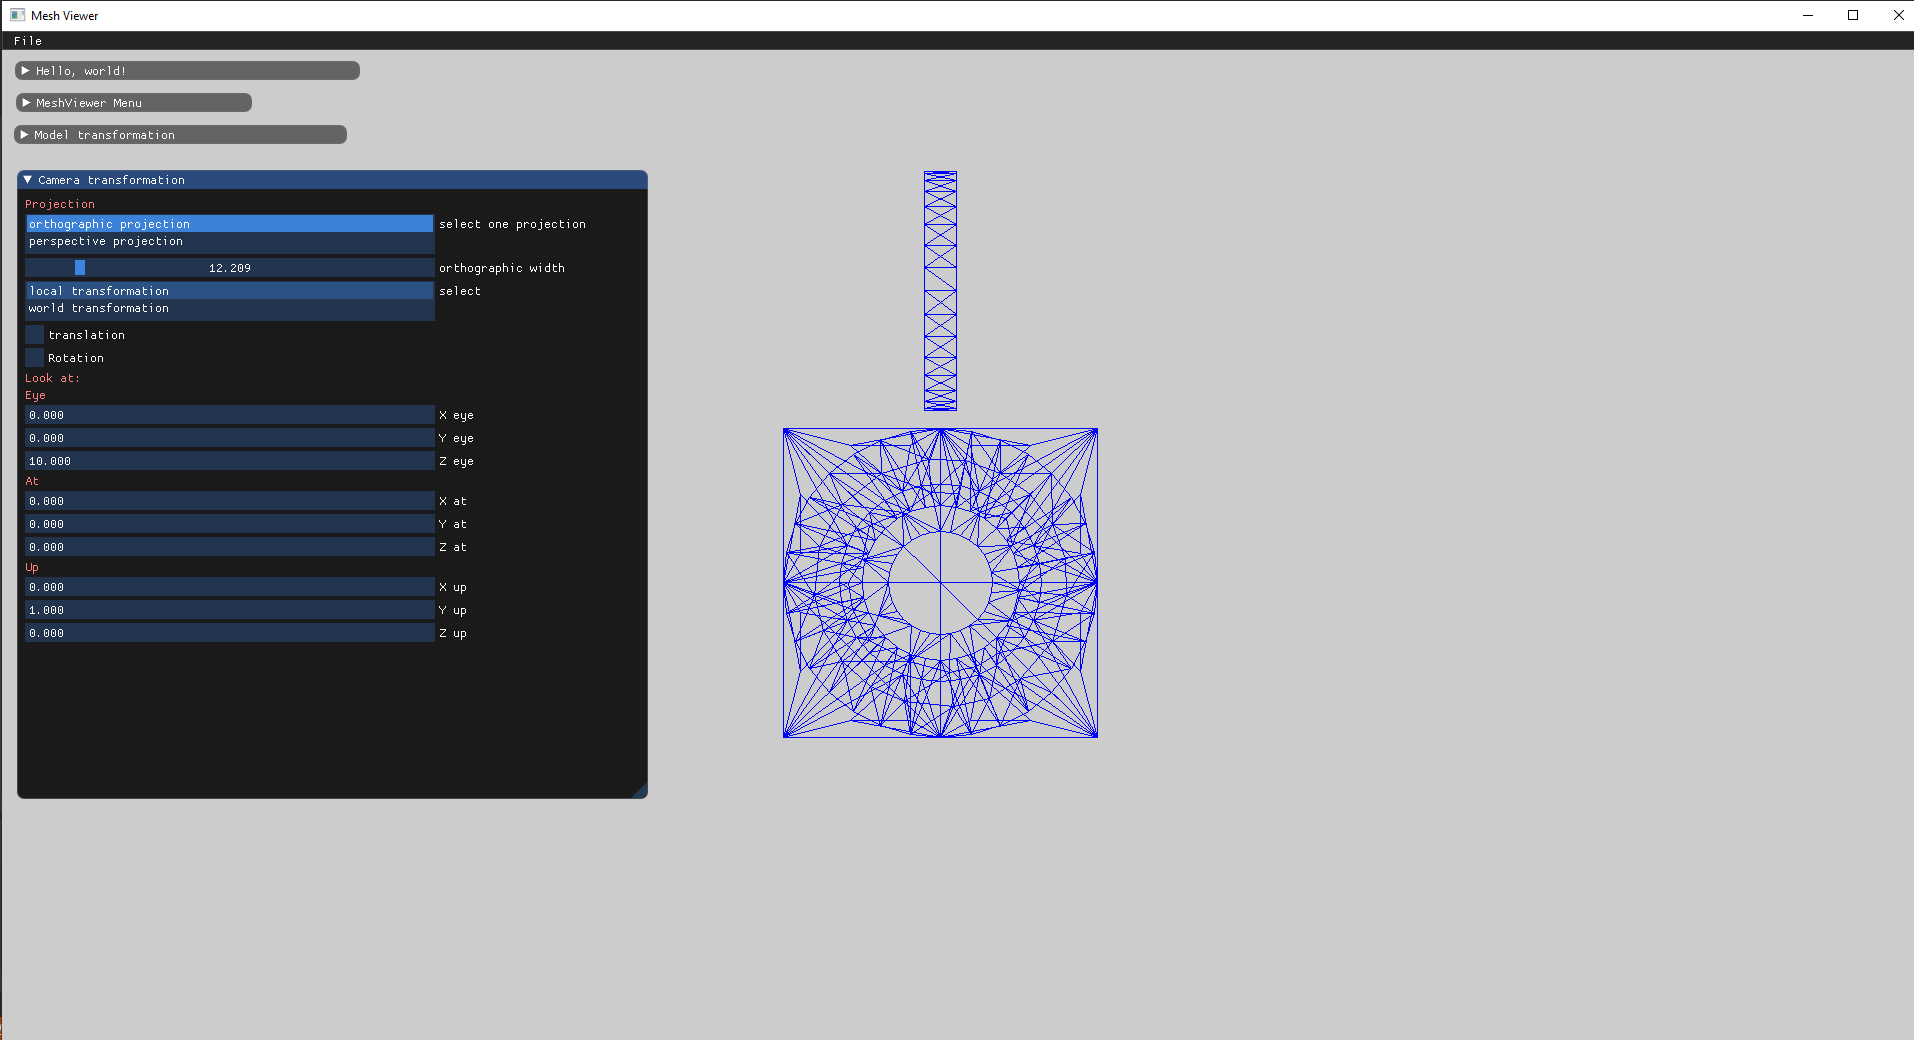 Mesh Viewer
File
Hello, world!
MeshViewer Menu
Model transformation
Camera transformation
Projection
orthographic projection select one projection
perspective projection
12.209 orthographic width
local transformation select
world transformation
translation
Rotation
Look at:
Eye
0.000 X eye
0.000 Y eye
10.000 Z eye
At
0.000 X at
0.000 Y at
0.000 Z at
Up
0.000 X up
1.000 Y up
0.000 Z up